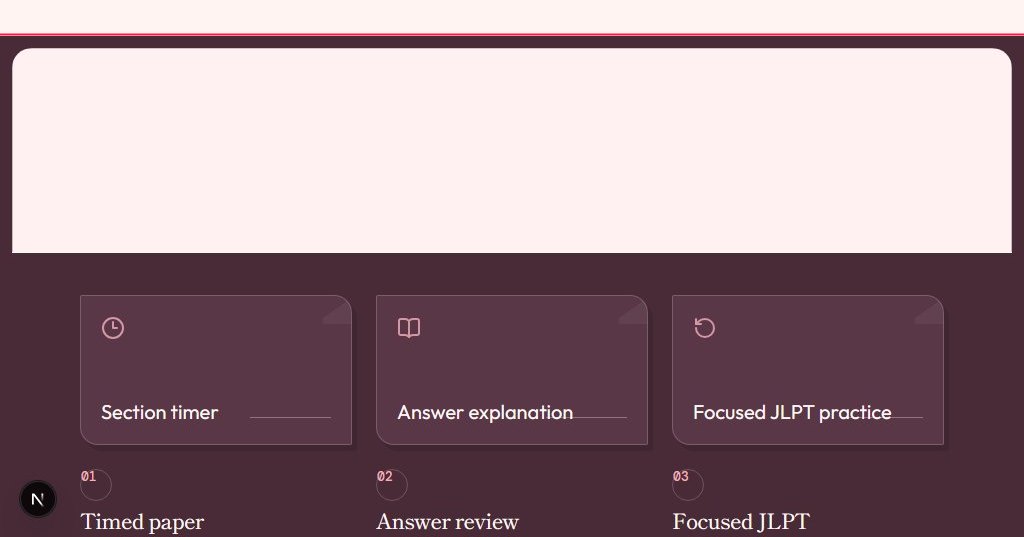 Section timer
Answer explanation
Focused JLPT practice
01
02
03
N
Timed paper
Answer review
Focused JLPT